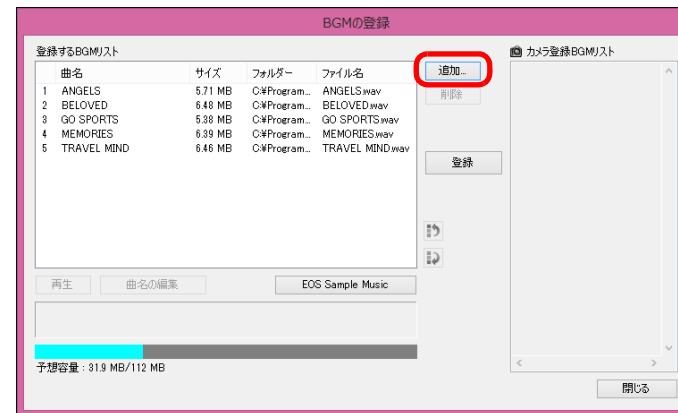 BGMの登録
登録するBGMリスト
カメラ登録BGMリスト
曲名 サイズ フォルダー ファイル名
1 ANGELS 5.71 MB C:¥Program... ANGELS.wav
2 BELOVED 6.48 MB C:¥Program... BELOVED.wav
3 GO SPORTS 5.38 MB C:¥Program... GO SPORTS.wav
4 MEMORIES 6.39 MB C:¥Program... MEMORIES.wav
5 TRAVEL MIND 6.46 MB C:¥Program... TRAVEL MIND.wav
追加...
削除
登録
再生
曲名の編集
EOS Sample Music
予想容量 : 31.9 MB/112 MB
閉じる